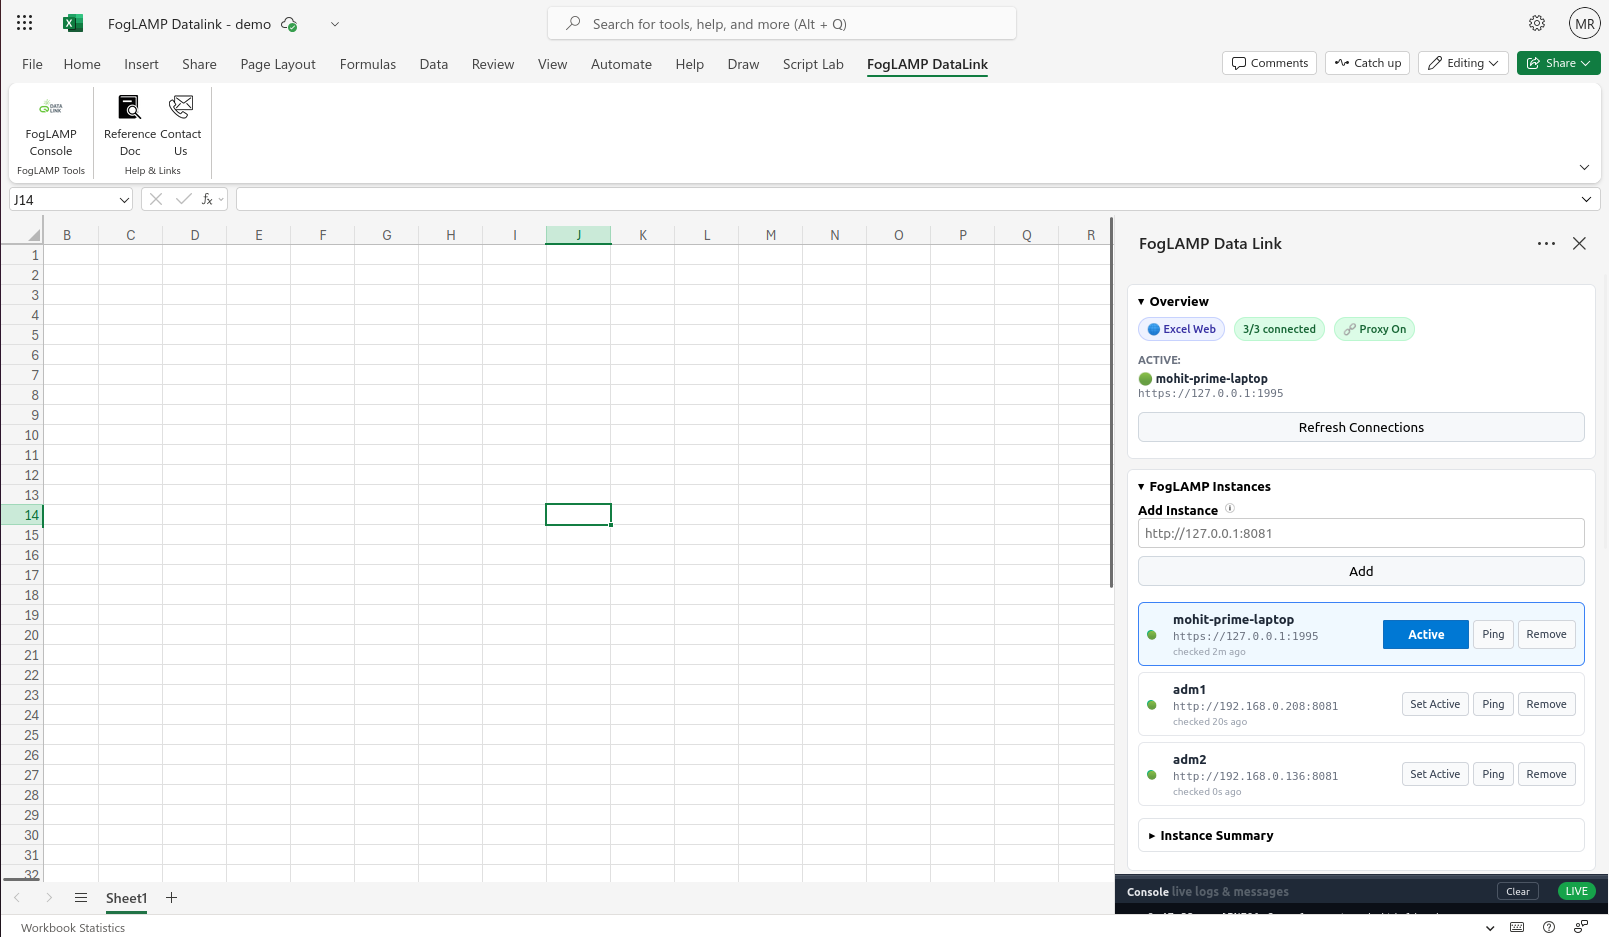 FogLAMP Datalink - demo
Search for tools, help, and more (Alt + Q)
MR
File Home Insert Share Page Layout Formulas Data Review View Automate Help Draw Script Lab FogLAMP DataLink
Comments Catch up Editing Share
DATA LINK
FogLAMP Console
Reference Doc
Contact Us
FogLAMP Tools
Help & Links
J14
fx
B C D E F G H I J K L M N O P Q R
1
2
3
4
5
6
7
8
9
10
11
12
13
14
15
16
17
18
19
20
21
22
23
24
25
26
27
28
29
30
31
32
FogLAMP Data Link
Overview
Excel Web 3/3 connected Proxy On
ACTIVE:
mohit-prime-laptop
https://127.0.0.1:1995
Refresh Connections
FogLAMP Instances
Add Instance
http://127.0.0.1:8081
Add
mohit-prime-laptop
https://127.0.0.1:1995
checked 2m ago
Active Ping Remove
adm1
http://192.168.0.208:8081
checked 20s ago
Set Active Ping Remove
adm2
http://192.168.0.136:8081
checked 0s ago
Set Active Ping Remove
Instance Summary
Console live logs & messages
Clear LIVE
Sheet1
Workbook Statistics